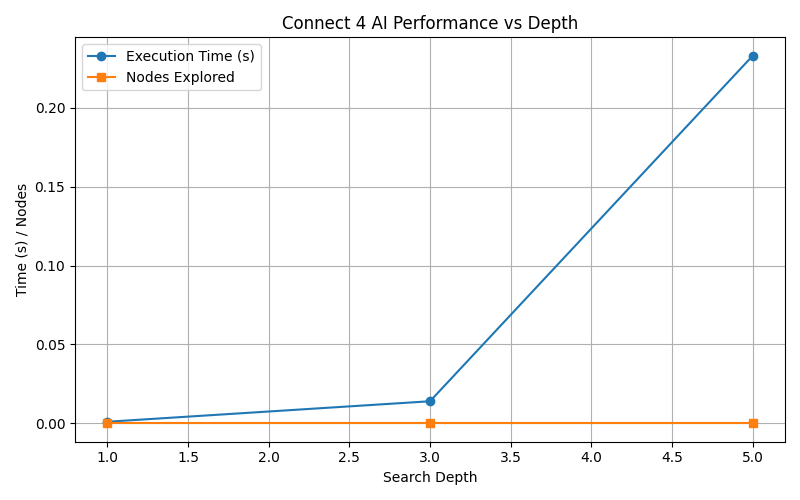 Connect 4 AI Performance vs Depth
Execution Time (s)
Nodes Explored
Time (s) / Nodes
0.20
0.15
0.10
0.05
0.00
1.0 1.5 2.0 2.5 3.0 3.5 4.0 4.5 5.0
Search Depth